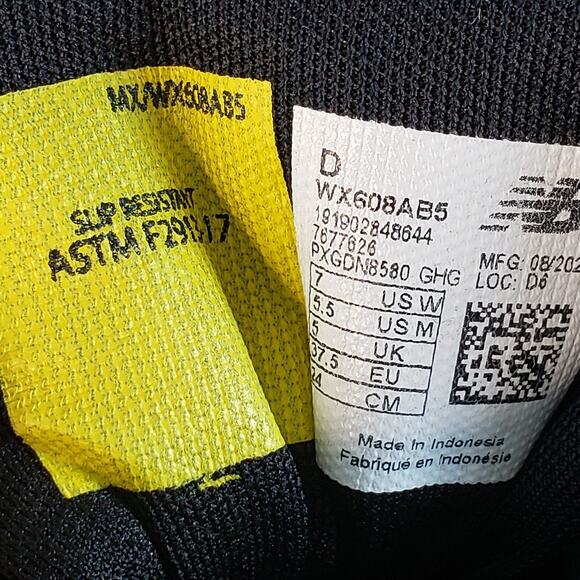 MX/WX608AB5
SLIP RESISTANT
ASTM F2913-17
D
WX608AB5
191902848644
7677626
PXGDN8580 GHG
MFG: 08/202
LOC: D6
7 US W
5.5 US M
5 UK
37.5 EU
24 CM
Made in Indonesia
Fabriqué en Indonésie